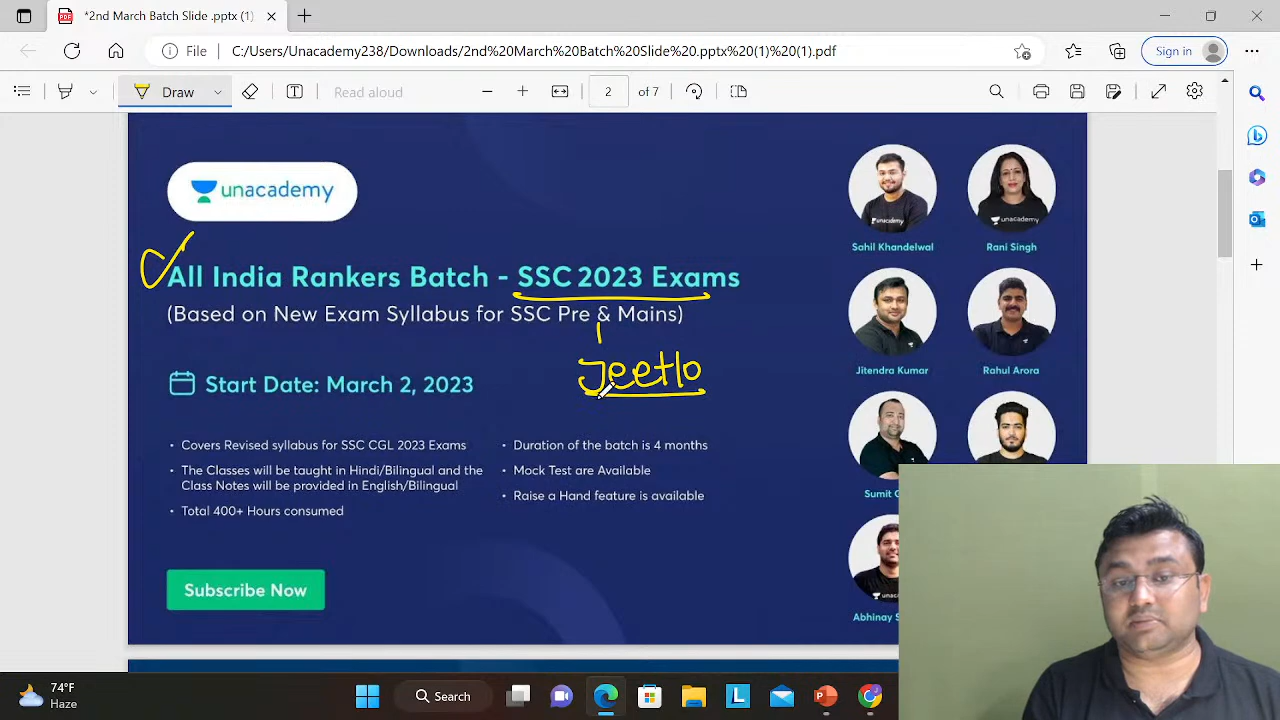 *2nd March Batch Slide .pptx (1)
File C:/Users/Unacademy238/Downloads/2nd%20March%20Batch%20Slide%20.pptx%20(1)%20(1).pdf
Sign in
Draw
Read aloud
2 of 7
unacademy
All India Rankers Batch - SSC 2023 Exams
(Based on New Exam Syllabus for SSC Pre & Mains)
Jeetlo
Start Date: March 2, 2023
• Covers Revised syllabus for SSC CGL 2023 Exams
• The Classes will be taught in Hindi/Bilingual and the
Class Notes will be provided in English/Bilingual
• Total 400+ Hours consumed
• Duration of the batch is 4 months
• Mock Test are Available
• Raise a Hand feature is available
Subscribe Now
unacademy
Sahil Khandelwal
Rani Singh
Jitendra Kumar
Rahul Arora
Sumit
Abhinay
74°F
Haze
Search